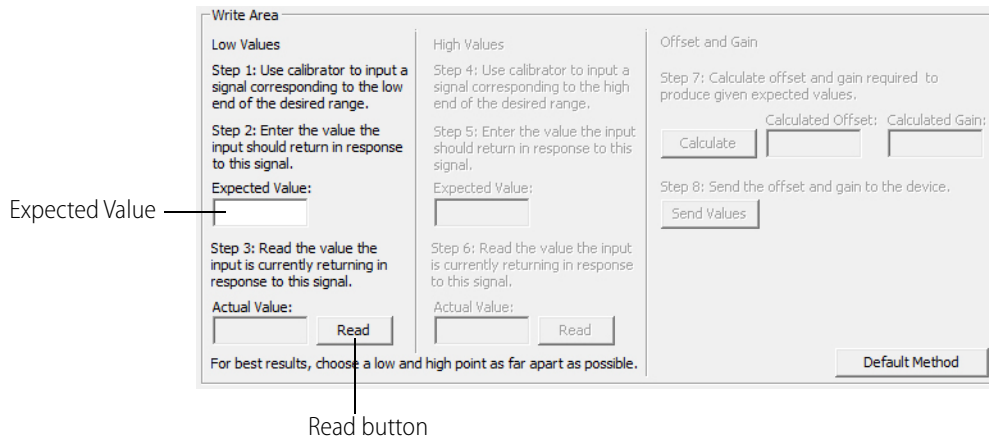 Write Area
Low Values
Step 1: Use calibrator to input a
signal corresponding to the low
end of the desired range.
Step 2: Enter the value the
input should return in response
to this signal.
Expected Value:
Step 3: Read the value the
input is currently returning in
response to this signal.
Actual Value:
Read
High Values
Step 4: Use calibrator to input a
signal corresponding to the high
end of the desired range.
Step 5: Enter the value the input
should return in response to this
signal.
Expected Value:
Step 6: Read the value the input
is currently returning in response
to this signal.
Actual Value:
Read
For best results, choose a low and high point as far apart as possible.
Offset and Gain
Step 7: Calculate offset and gain required to
produce given expected values.
Calculated Offset: Calculated Gain:
Calculate
Step 8: Send the offset and gain to the device.
Send Values
Default Method
Expected Value
Read button